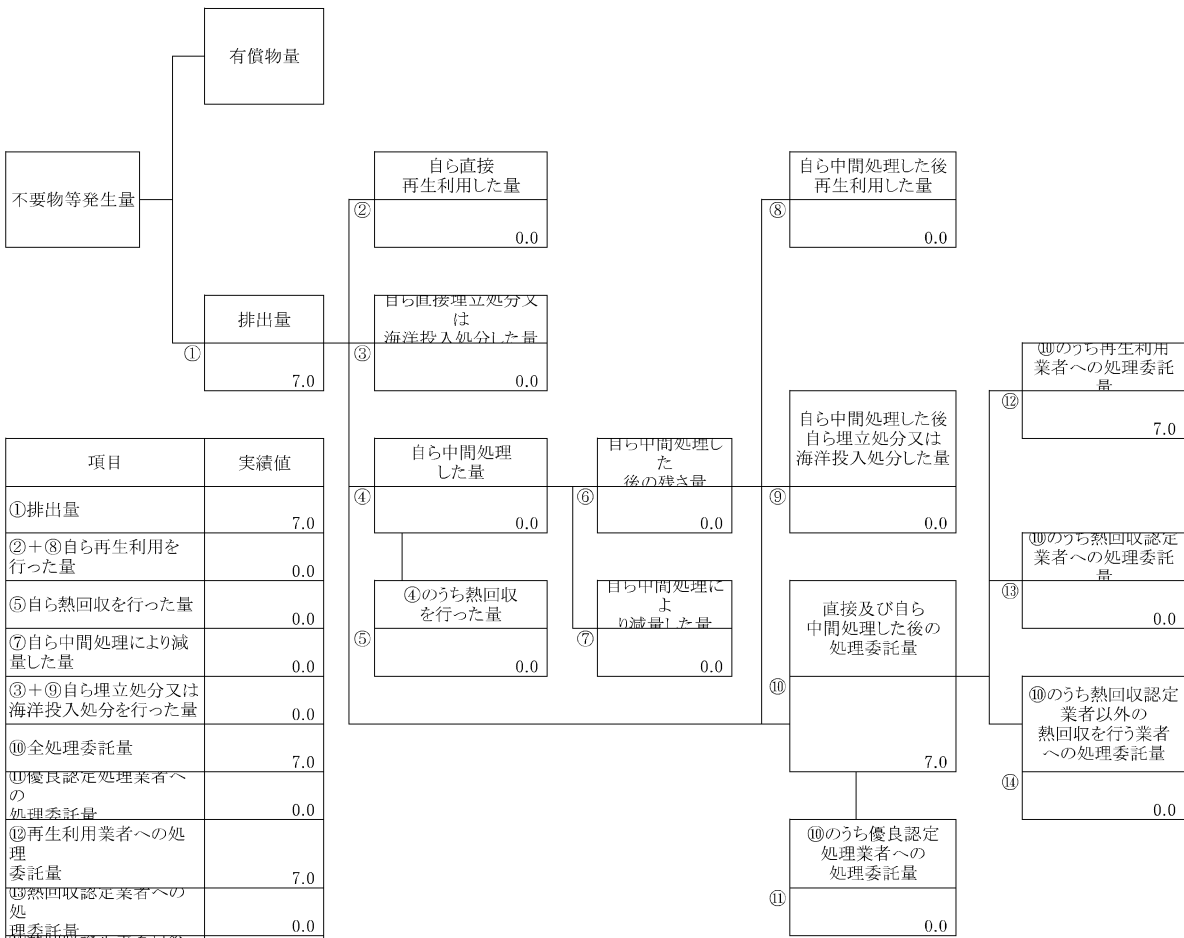 有償物量
不要物等発生量
自ら直接
再生利用した量
②
0.0
自ら中間処理した後
再生利用した量
⑧
0.0
排出量
①
7.0
自ら直接埋立処分又
は
海洋投入処分した量
③
0.0
⑩のうち再生利用
業者への処理委託
量
⑫
7.0
自ら中間処理
した量
④
0.0
自ら中間処理し
た
後の残さ量
⑥
0.0
自ら中間処理した後
自ら埋立処分又は
海洋投入処分した量
⑨
0.0
⑩のうち熱回収認定
業者への処理委託
量
⑬
0.0
④のうち熱回収
を行った量
⑤
0.0
自ら中間処理によ
り減量した量
⑦
0.0
直接及び自ら
中間処理した後の
処理委託量
⑩
7.0
⑩のうち熱回収認定
業者以外の
熱回収を行う業者
への処理委託量
⑭
0.0
⑩のうち優良認定
処理業者への
処理委託量
⑪
0.0
項目 実績値
①排出量
7.0
②+⑧自ら再生利用を
行った量
0.0
⑤自ら熱回収を行った量
0.0
⑦自ら中間処理により減
量した量
0.0
③+⑨自ら埋立処分又は
海洋投入処分を行った量
0.0
⑩全処理委託量
7.0
⑪優良認定処理業者へ
の
処理委託量
0.0
⑫再生利用業者への処
理
委託量
7.0
⑬熱回収認定業者への
処
理委託量
0.0